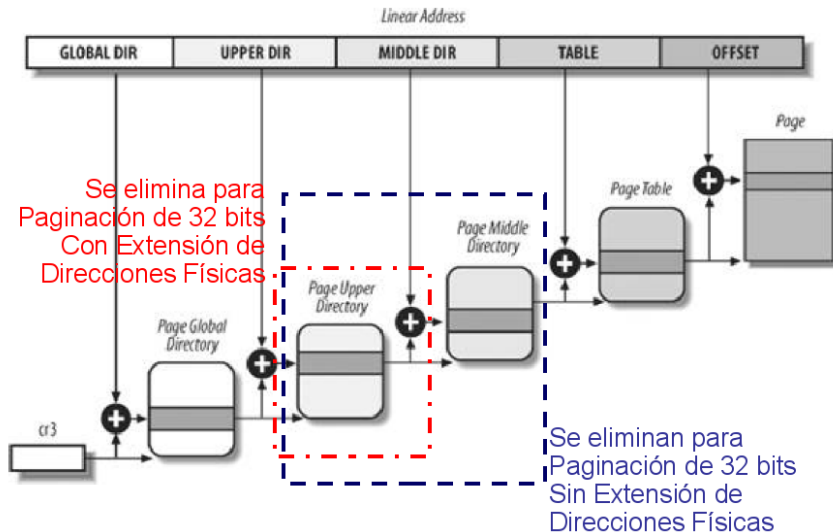 Linear Address
GLOBAL DIR
UPPER DIR
MIDDLE DIR
TABLE
OFFSET
Page
Se elimina para
Paginación de 32 bits
Con Extensión de
Direcciones Físicas
Page Table
Page Middle
Directory
Page Upper
Directory
Page Global
Directory
cr3
Se eliminan para
Paginación de 32 bits
Sin Extensión de
Direcciones Físicas